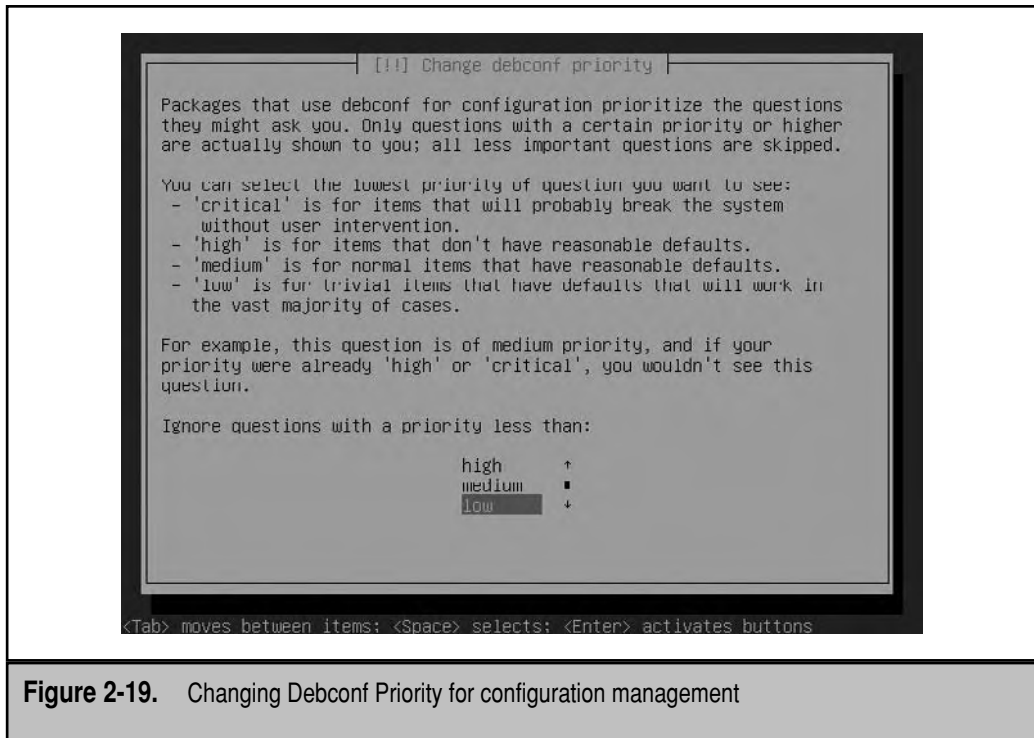 [!!] Change debconf priority
Packages that use debconf for configuration prioritize the questions
they might ask you. Only questions with a certain priority or higher
are actually shown to you; all less important questions are skipped.
You can select the lowest priority of question you want to see:
- 'critical' is for items that will probably break the system
without user intervention.
- 'high' is for items that don't have reasonable defaults.
- 'medium' is for normal items that have reasonable defaults.
- 'low' is for trivial items that have defaults that will work in
the vast majority of cases.
For example, this question is of medium priority, and if your
priority were already 'high' or 'critical', you wouldn't see this
question.
Ignore questions with a priority less than:
high ↑
medium ▪
low ↓
<Tab> moves between items; <Space> selects; <Enter> activates buttons
Figure 2-19. Changing Debconf Priority for configuration management